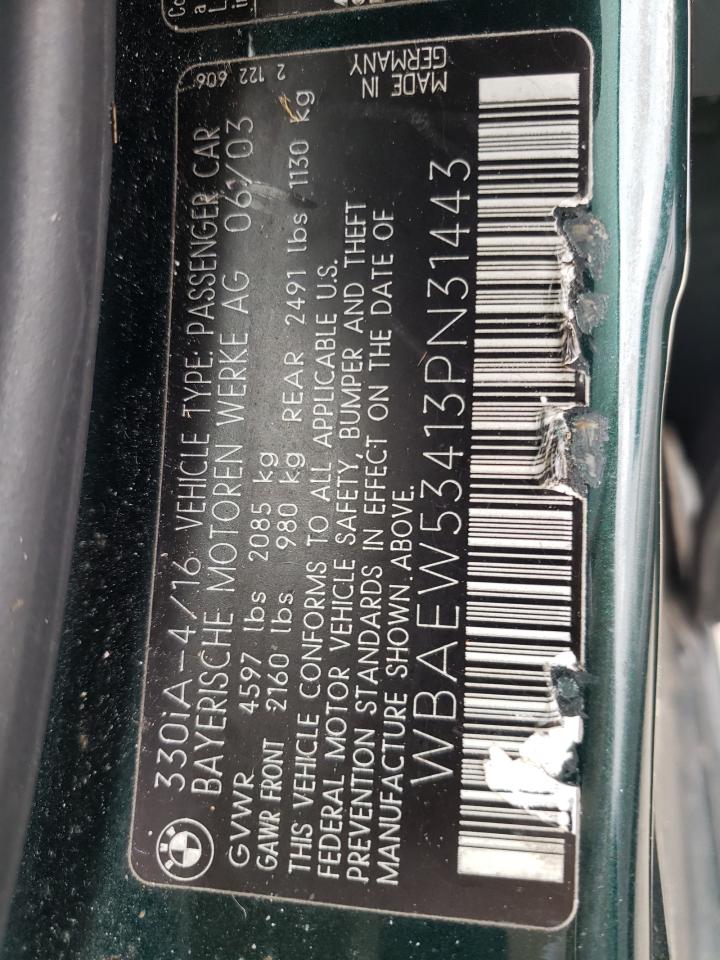 330iA-4/16 VEHICLE TYPE: PASSENGER CAR
BAYERISCHE MOTOREN WERKE AG 06/03
GVWR 4597 lbs 2085 kg
GAWR FRONT 2160 lbs 980 kg REAR 2491 lbs 1130 kg
THIS VEHICLE CONFORMS TO ALL APPLICABLE U.S.
FEDERAL MOTOR VEHICLE SAFETY, BUMPER AND THEFT
PREVENTION STANDARDS IN EFFECT ON THE DATE OF
MANUFACTURE SHOWN ABOVE.
WBAEW53413PN31443
2 122 606
MADE IN
GERMANY
BMW